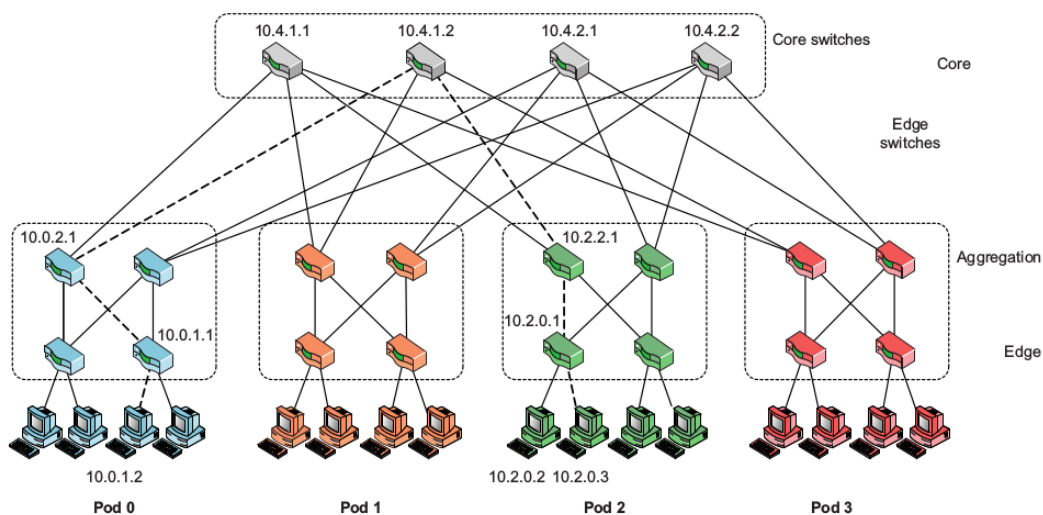 10.4.1.1 10.4.1.2 10.4.2.1 10.4.2.2
Core switches
Core
Edge
switches
10.0.2.1
10.2.2.1
Aggregation
10.0.1.1
10.2.0.1
Edge
10.0.1.2
10.2.0.2 10.2.0.3
Pod 0 Pod 1 Pod 2 Pod 3